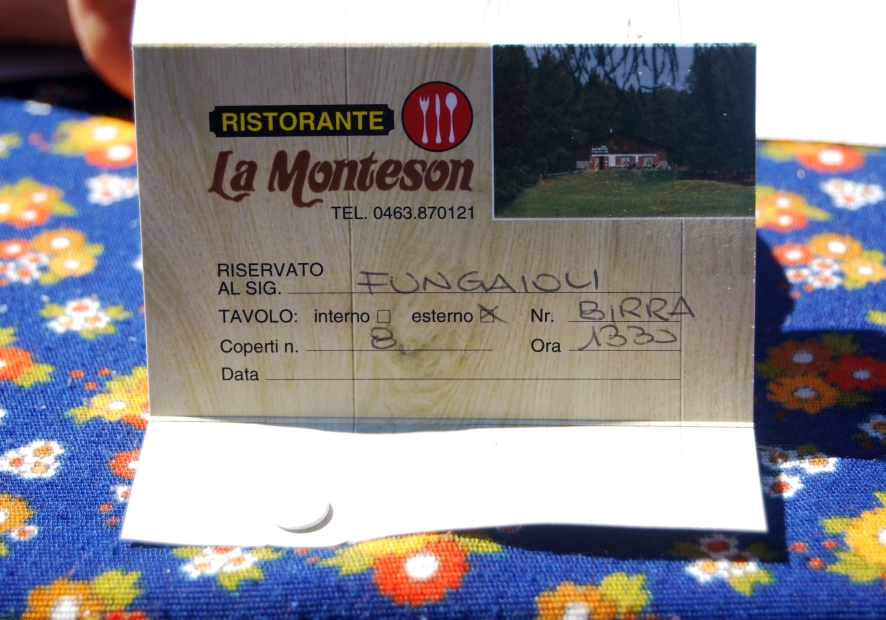 RISTORANTE
La Monteson
TEL. 0463.870121
RISERVATO
AL SIG. FUNGAIOLI
TAVOLO: interno ☐ esterno ☒ Nr. BIRRA
Coperti n. 8 Ora 1330
Data